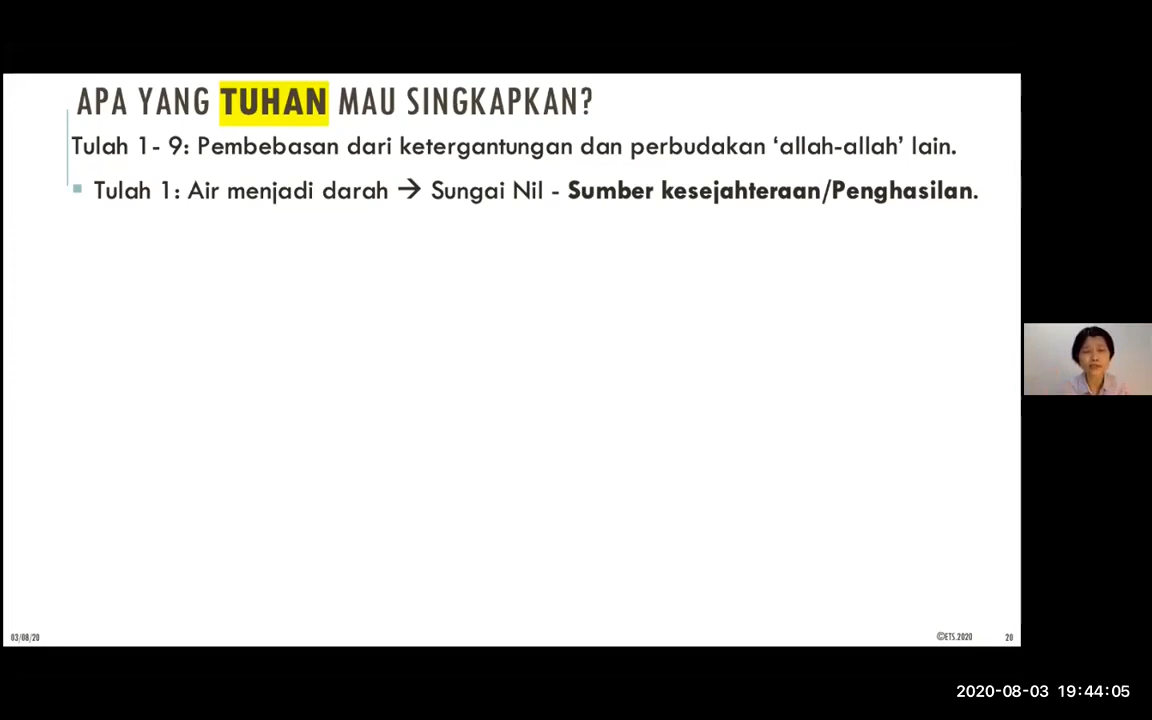 APA YANG TUHAN MAU SINGKAPKAN?
Tulah 1- 9: Pembebasan dari ketergantungan dan perbudakan ‘allah-allah’ lain.
▪ Tulah 1: Air menjadi darah → Sungai Nil - Sumber kesejahteraan/Penghasilan.
03/08/20
©ETS.2020
20
2020-08-03 19:44:05